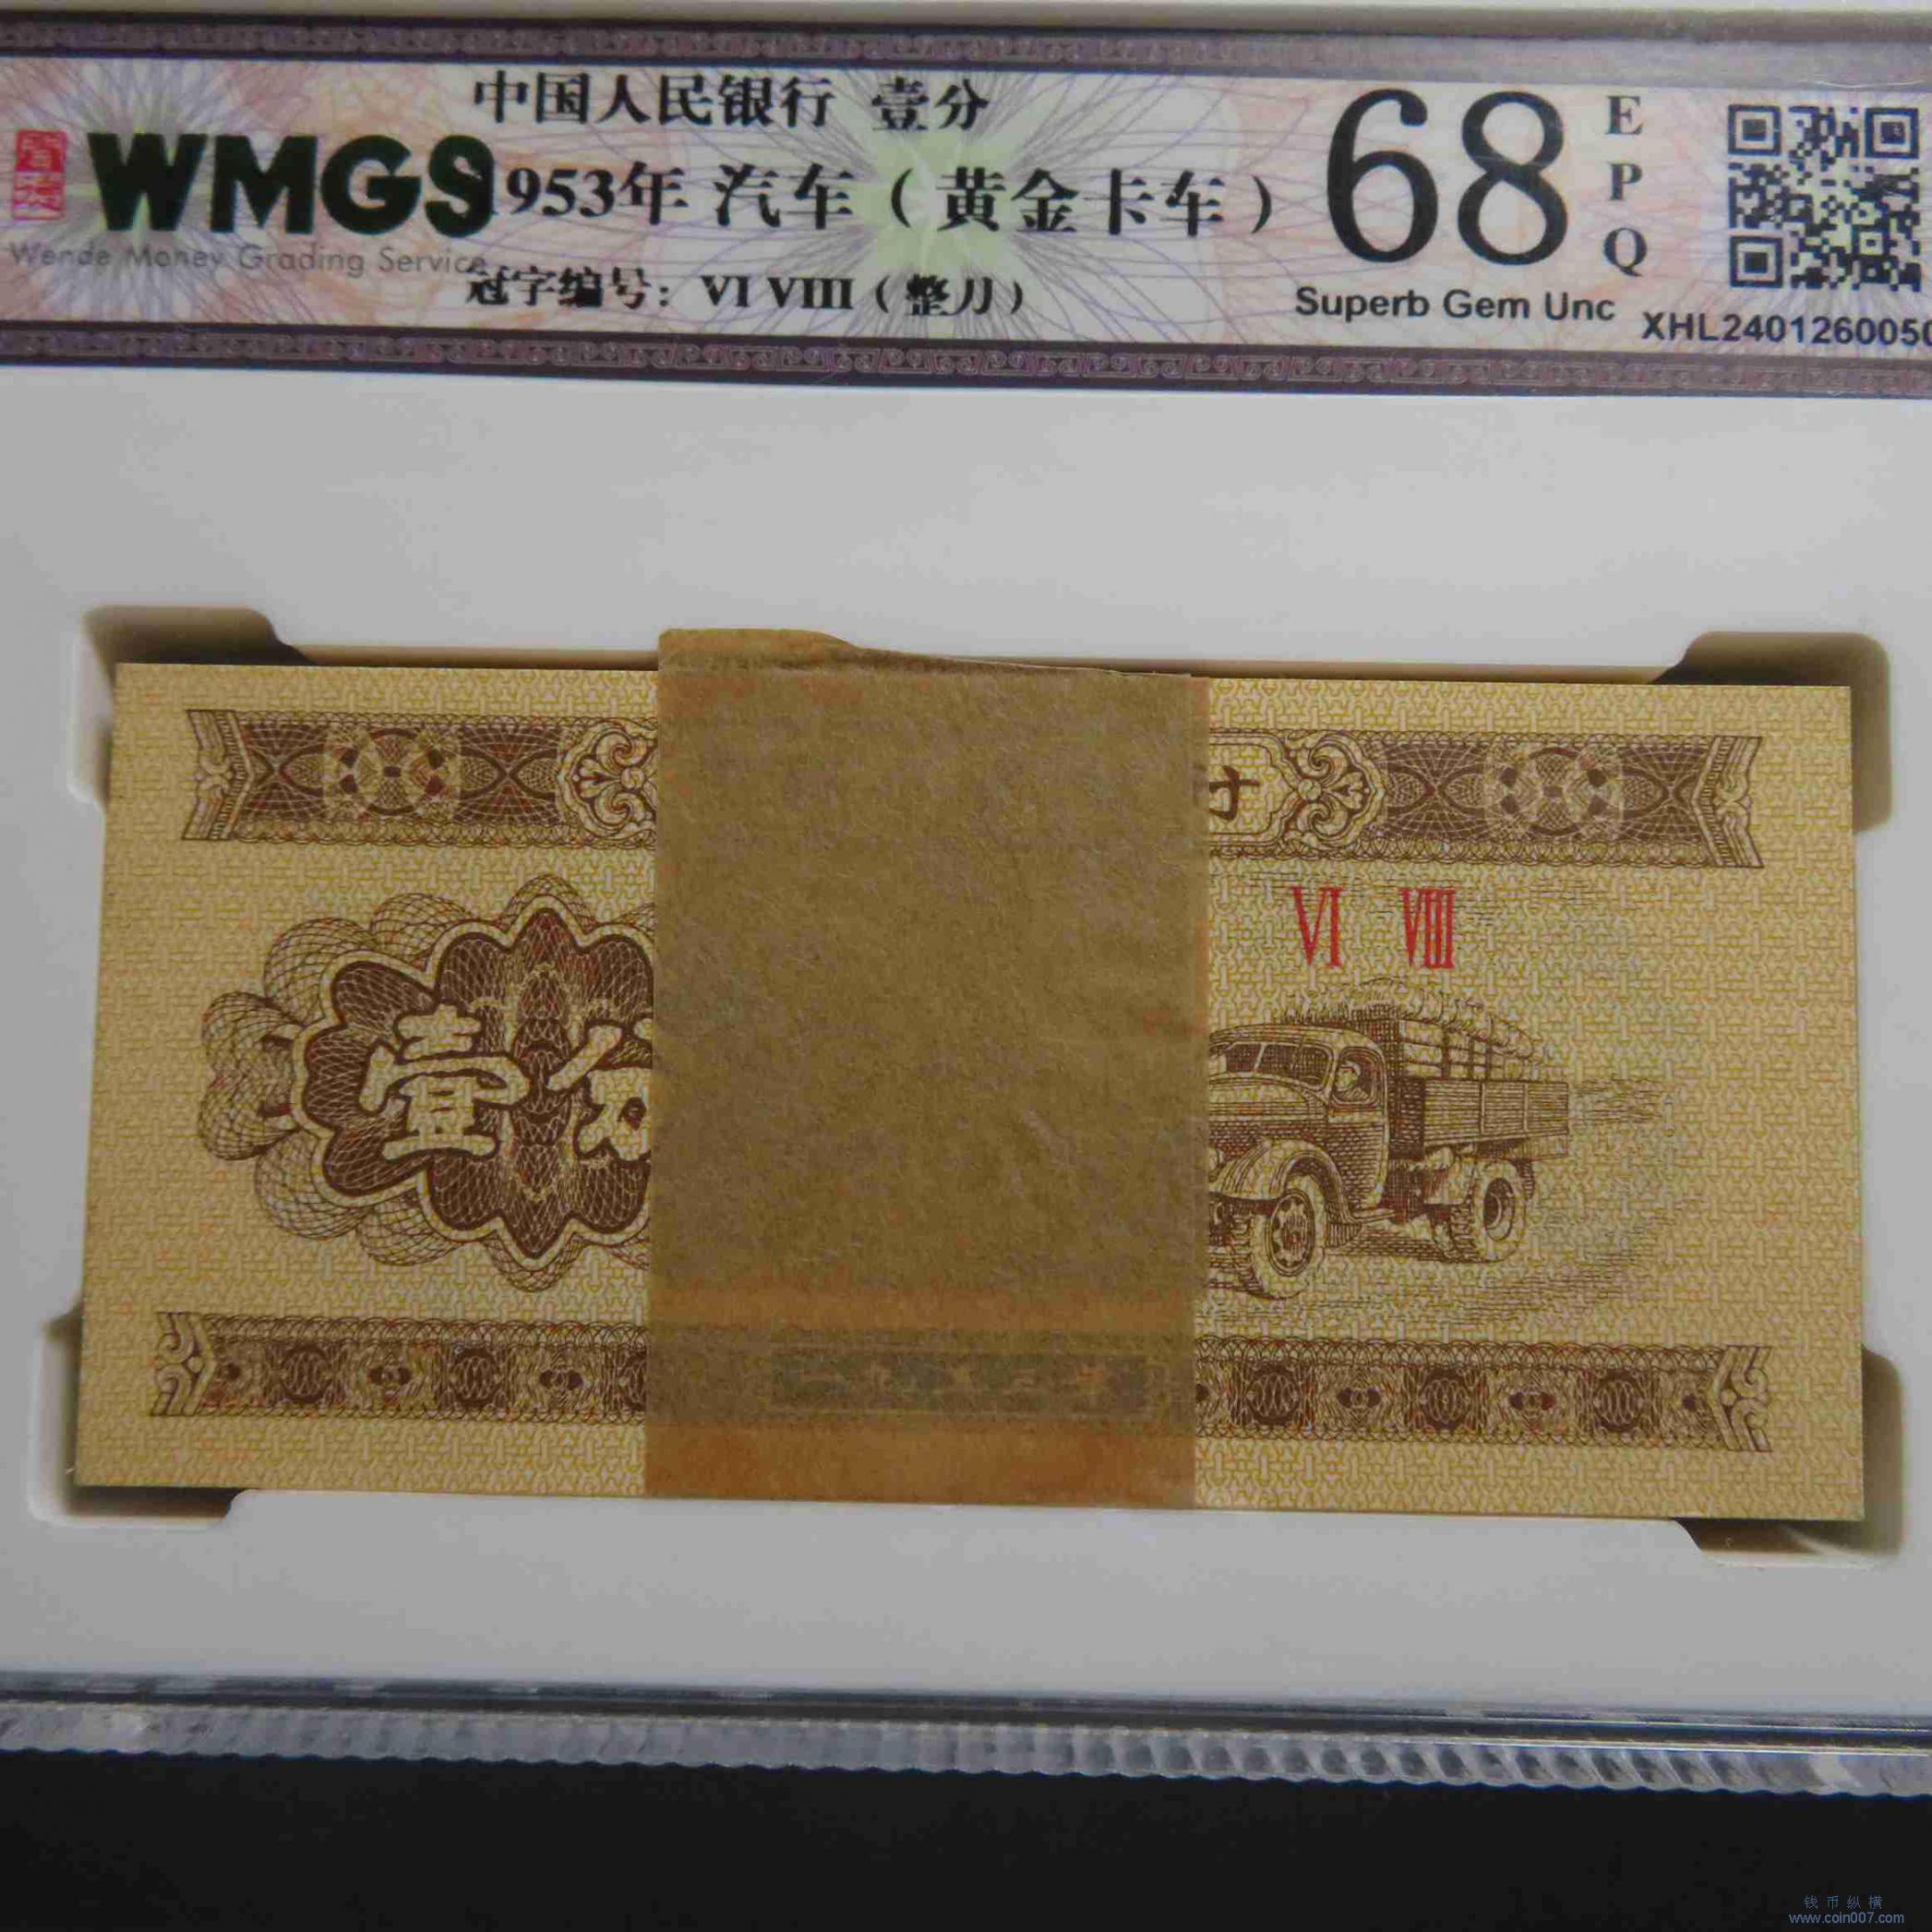 中国人民银行 壹分
WMGS
953年 汽车（黄金卡车）
Wende Money Grading Service
冠字编号：VI VIII（整刀）
68
E
P
Q
Superb Gem Unc
XHL240126005
VI VIII
壹分
钱币纵横
www.coin007.com